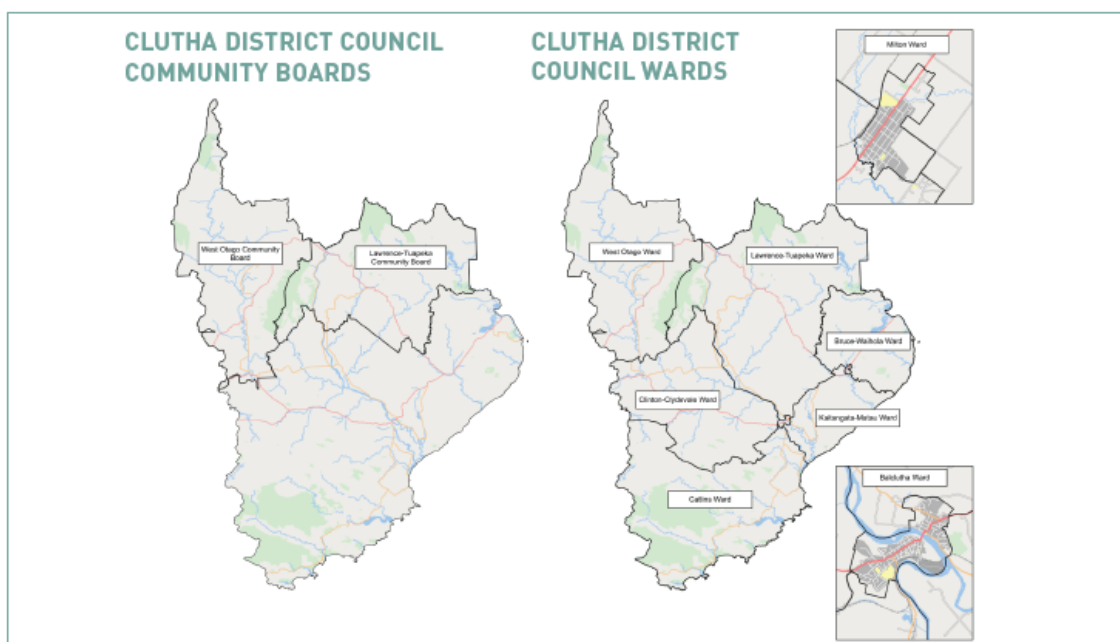 CLUTHA DISTRICT COUNCIL
COMMUNITY BOARDS
CLUTHA DISTRICT
COUNCIL WARDS
Milton Ward
West Otago Community
Board
Lawrence-Tuapeka
Community Board
West Otago Ward
Lawrence-Tuapeka Ward
Bruce-Waihola Ward
Clinton-Clydevale Ward
Kaitangata-Matau Ward
Catlins Ward
Balclutha Ward